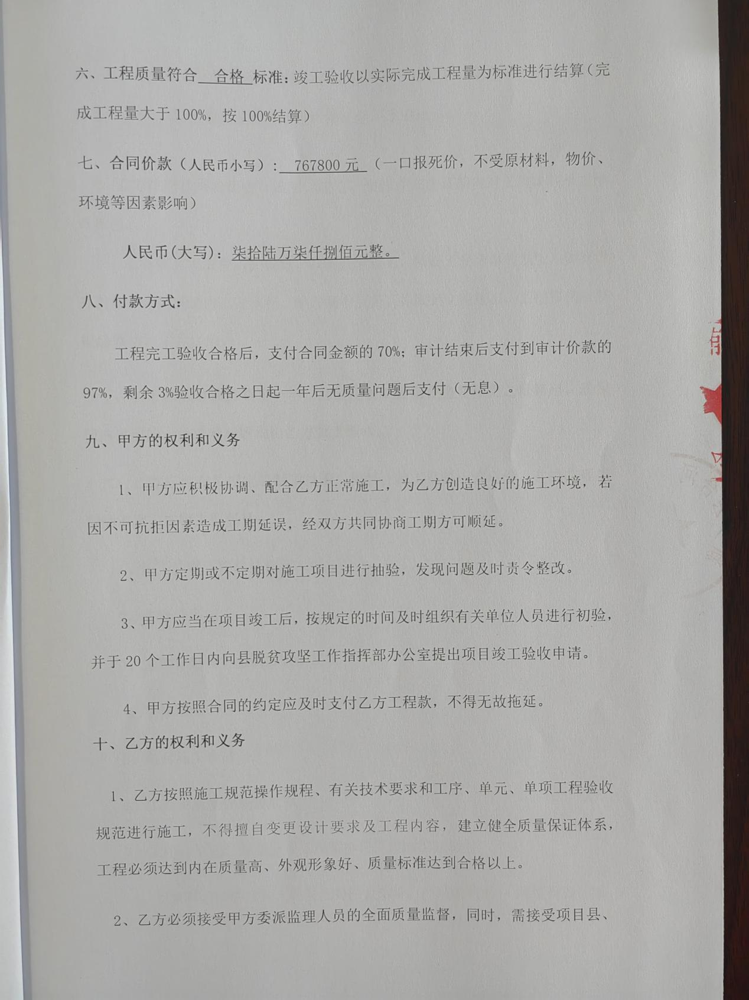 六、工程质量符合 合格 标准：竣工验收以实际完成工程量为标准进行结算（完
成工程量大于 100%，按 100%结算）
七、合同价款（人民币小写）： 767800 元 （一口报死价，不受原材料，物价、
环境等因素影响）
人民币(大写)：柒拾陆万柒仟捌佰元整。
八、付款方式：
工程完工验收合格后，支付合同金额的 70%；审计结束后支付到审计价款的
97%，剩余 3%验收合格之日起一年后无质量问题后支付（无息）。
九、甲方的权利和义务
1、甲方应积极协调、配合乙方正常施工，为乙方创造良好的施工环境，若
因不可抗拒因素造成工期延误，经双方共同协商工期方可顺延。
2、甲方定期或不定期对施工项目进行抽验，发现问题及时责令整改。
3、甲方应当在项目竣工后，按规定的时间及时组织有关单位人员进行初验，
并于 20 个工作日内向县脱贫攻坚工作指挥部办公室提出项目竣工验收申请。
4、甲方按照合同的约定应及时支付乙方工程款，不得无故拖延。
十、乙方的权利和义务
1、乙方按照施工规范操作规程、有关技术要求和工序、单元、单项工程验收
规范进行施工，不得擅自变更设计要求及工程内容，建立健全质量保证体系，
工程必须达到内在质量高、外观形象好、质量标准达到合格以上。
2、乙方必须接受甲方委派监理人员的全面质量监督，同时，需接受项目县、